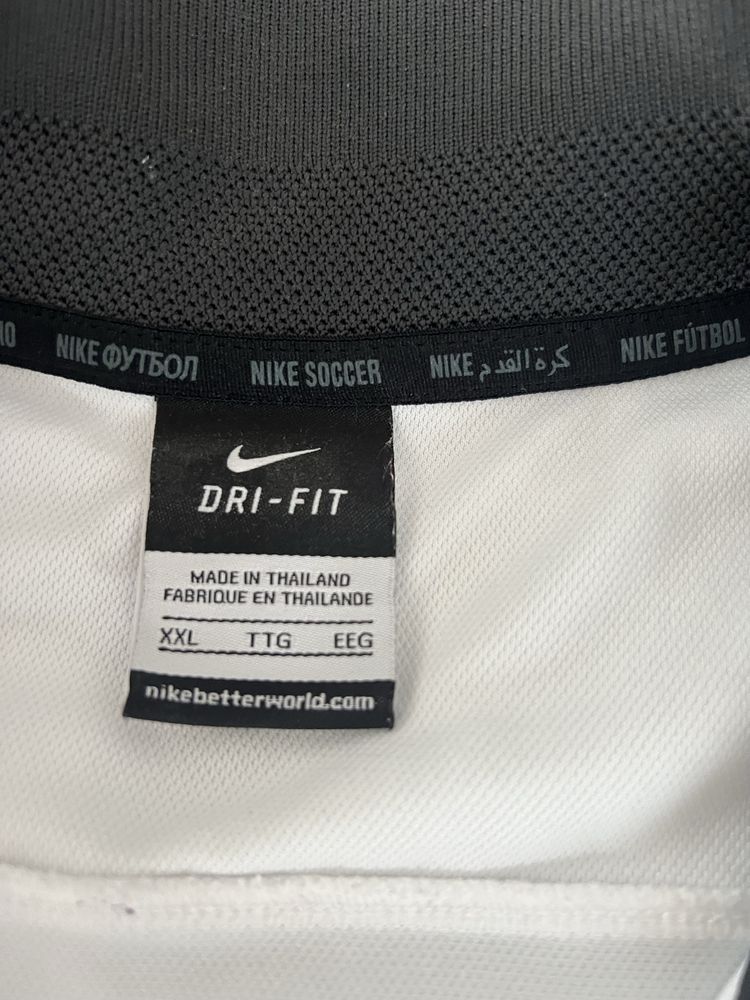 NIKE ФУТБОЛ NIKE SOCCER NIKE كرة القدم NIKE FÚTBOL
DRI-FIT
MADE IN THAILAND
FABRIQUE EN THAILANDE
XXL TTG EEG
nikebetterworld.com